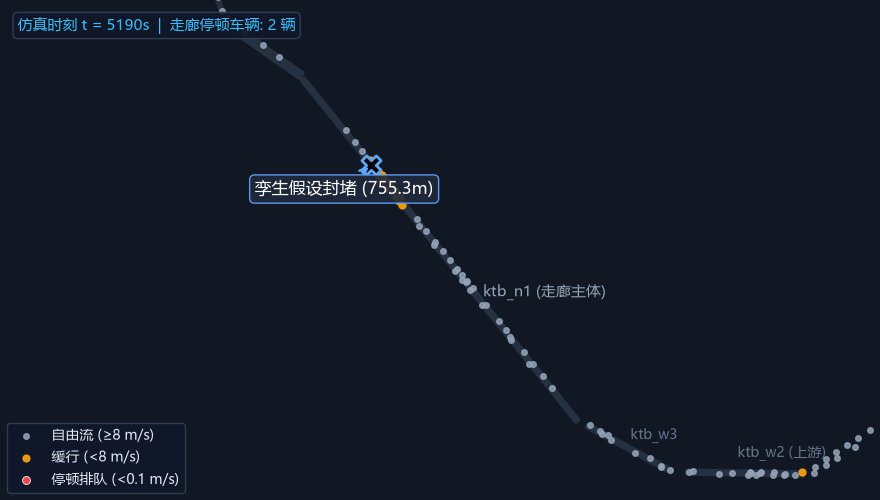 仿真时刻 t = 5190s | 走廊停顿车辆: 2 辆
孪生假设封堵 (755.3m)
ktb_n1 (走廊主体)
ktb_w3
ktb_w2 (上游)
自由流 (≥8 m/s)
缓行 (<8 m/s)
停顿排队 (<0.1 m/s)